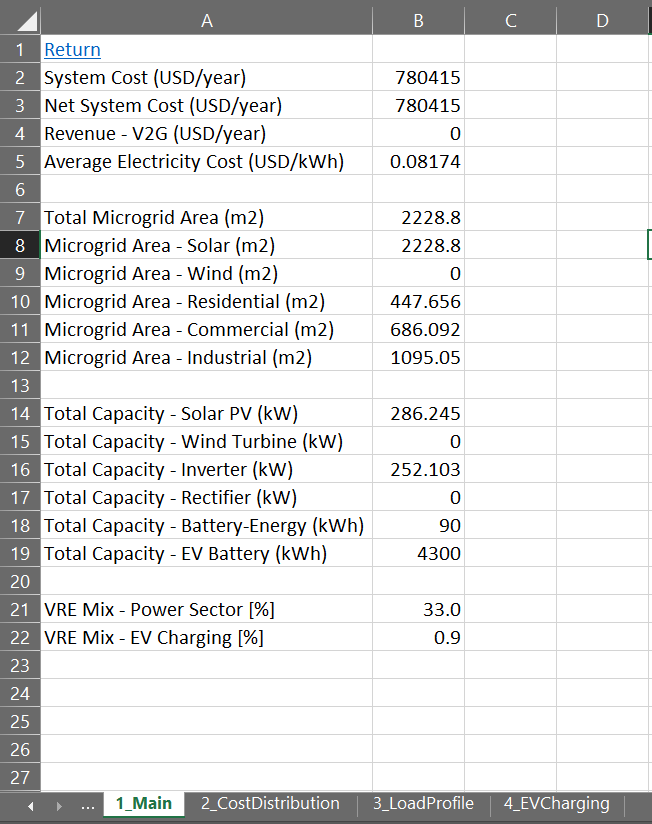 A B C D
1 Return
2 System Cost (USD/year) 780415
3 Net System Cost (USD/year) 780415
4 Revenue - V2G (USD/year) 0
5 Average Electricity Cost (USD/kWh) 0.08174
6
7 Total Microgrid Area (m2) 2228.8
8 Microgrid Area - Solar (m2) 2228.8
9 Microgrid Area - Wind (m2) 0
10 Microgrid Area - Residential (m2) 447.656
11 Microgrid Area - Commercial (m2) 686.092
12 Microgrid Area - Industrial (m2) 1095.05
13
14 Total Capacity - Solar PV (kW) 286.245
15 Total Capacity - Wind Turbine (kW) 0
16 Total Capacity - Inverter (kW) 252.103
17 Total Capacity - Rectifier (kW) 0
18 Total Capacity - Battery-Energy (kWh) 90
19 Total Capacity - EV Battery (kWh) 4300
20
21 VRE Mix - Power Sector [%] 33.0
22 VRE Mix - EV Charging [%] 0.9
23
24
25
26
27
... 1_Main 2_CostDistribution 3_LoadProfile 4_EVCharging